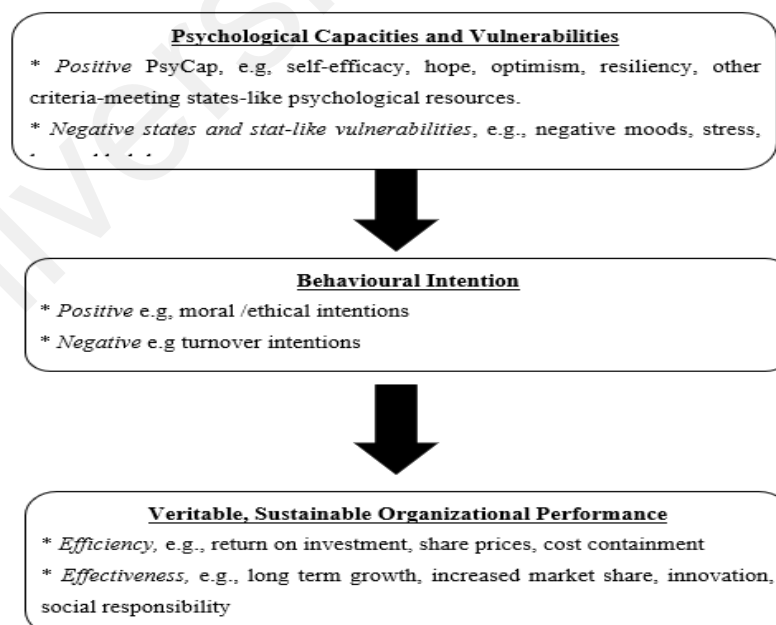 Psychological Capacities and Vulnerabilities
* Positive PsyCap, e.g, self-efficacy, hope, optimism, resiliency, other
criteria-meeting states-like psychological resources.
* Negative states and stat-like vulnerabilities, e.g., negative moods, stress,
Behavioural Intention
* Positive e.g, moral /ethical intentions
* Negative e.g turnover intentions
Veritable, Sustainable Organizational Performance
* Efficiency, e.g., return on investment, share prices, cost containment
* Effectiveness, e.g., long term growth, increased market share, innovation,
social responsibility